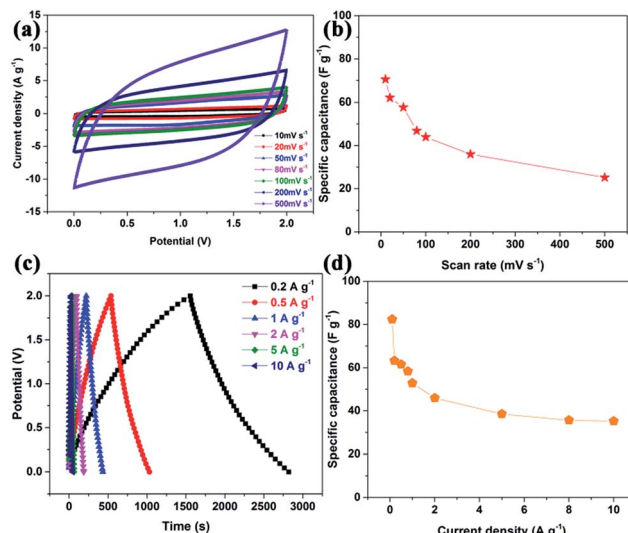 (a)
Current density (A g⁻¹)
15
10
5
0
-5
-10
-15
0.0
0.5
1.0
1.5
2.0
Potential (V)
10mV s⁻¹
20mV s⁻¹
50mV s⁻¹
80mV s⁻¹
100mV s⁻¹
200mV s⁻¹
500mV s⁻¹
(b)
Specific capacitance (F g⁻¹)
100
80
60
40
20
0
0
100
200
300
400
500
Scan rate (mV s⁻¹)
(c)
Potential (V)
2.0
1.5
1.0
0.5
0.0
0
500
1000
1500
2000
2500
3000
Time (s)
0.2 A g⁻¹
0.5 A g⁻¹
1 A g⁻¹
2 A g⁻¹
5 A g⁻¹
10 A g⁻¹
(d)
Specific capacitance (F g⁻¹)
100
80
60
40
20
0
0
2
4
6
8
10
Current density (A g⁻¹)